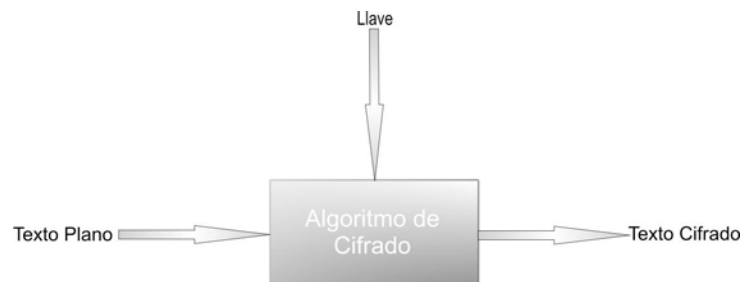 Llave
Algoritmo de
Cifrado
Texto Plano
Texto Cifrado